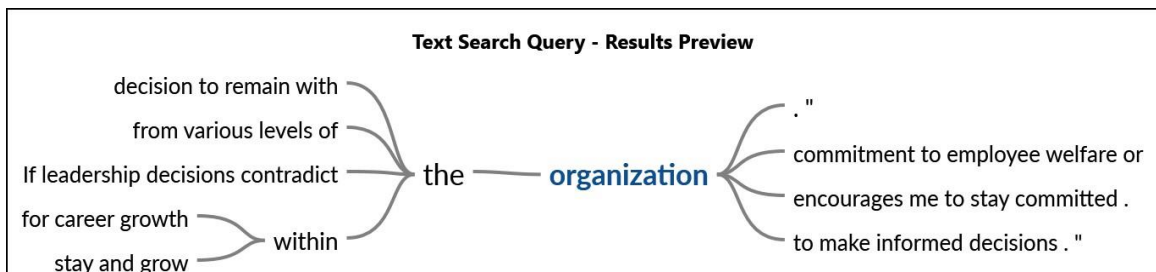 Text Search Query - Results Preview
decision to remain with
from various levels of
If leadership decisions contradict
for career growth
within
stay and grow
the
organization
. "
commitment to employee welfare or
encourages me to stay committed .
to make informed decisions . "